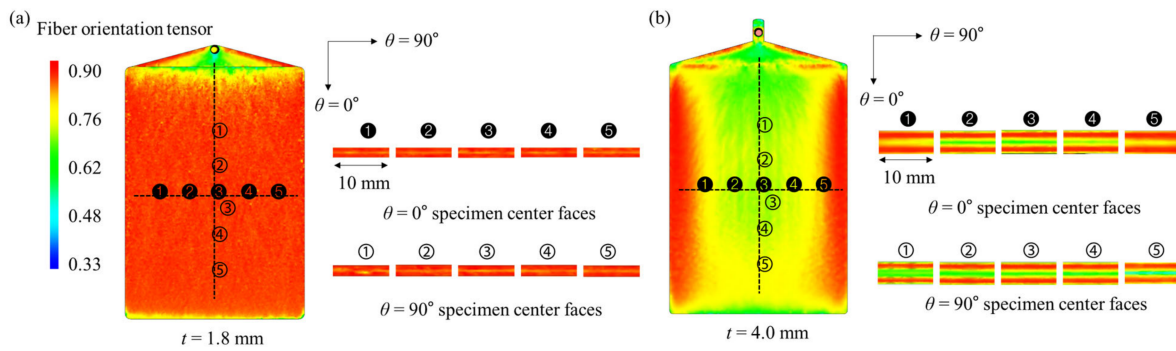 (a)
Fiber orientation tensor
0.90
0.76
0.62
0.48
0.33
θ = 90°
θ = 0°
①
②
❶ ❷ ❸ ❹ ❺
③
④
⑤
t = 1.8 mm
❶ ❷ ❸ ❹ ❺
10 mm
θ = 0° specimen center faces
① ② ③ ④ ⑤
θ = 90° specimen center faces
(b)
θ = 90°
θ = 0°
①
②
❶ ❷ ❸ ❹ ❺
③
④
⑤
t = 4.0 mm
❶ ❷ ❸ ❹ ❺
10 mm
θ = 0° specimen center faces
① ② ③ ④ ⑤
θ = 90° specimen center faces